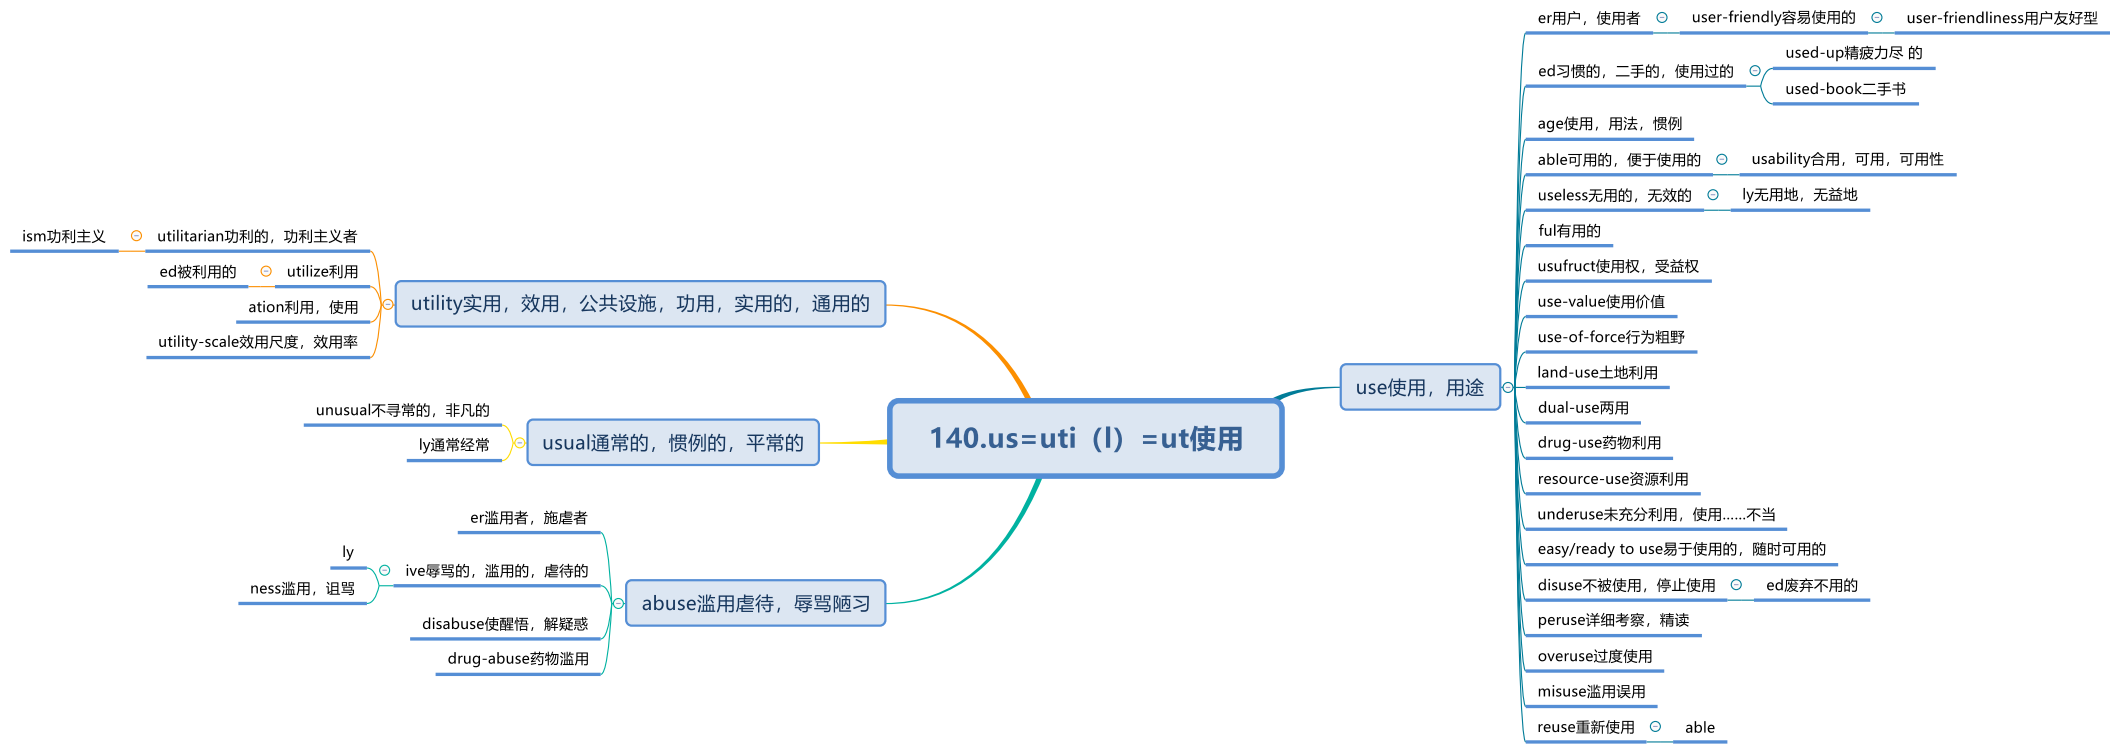 140.us=uti（l）=ut使用
use使用，用途
er用户，使用者
user-friendly容易使用的
user-friendliness用户友好型
ed习惯的，二手的，使用过的
used-up精疲力尽 的
used-book二手书
age使用，用法，惯例
able可用的，便于使用的
usability合用，可用，可用性
useless无用的，无效的
ly无用地，无益地
ful有用的
usufruct使用权，受益权
use-value使用价值
use-of-force行为粗野
land-use土地利用
dual-use两用
drug-use药物利用
resource-use资源利用
underuse未充分利用，使用......不当
easy/ready to use易于使用的，随时可用的
disuse不被使用，停止使用
ed废弃不用的
peruse详细考察，精读
overuse过度使用
misuse滥用误用
reuse重新使用
able
utility实用，效用，公共设施，功用，实用的，通用的
utilitarian功利的，功利主义者
ism功利主义
utilize利用
ed被利用的
ation利用，使用
utility-scale效用尺度，效用率
usual通常的，惯例的，平常的
unusual不寻常的，非凡的
ly通常经常
abuse滥用虐待，辱骂陋习
er滥用者，施虐者
ive辱骂的，滥用的，虐待的
ly
ness滥用，诅骂
disabuse使醒悟，解疑惑
drug-abuse药物滥用